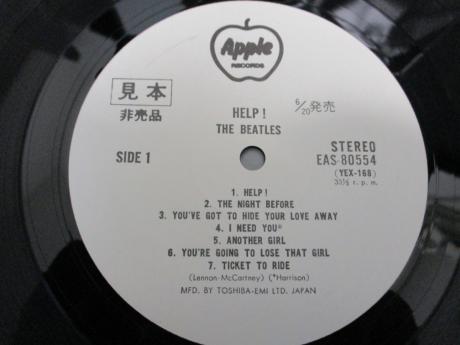 Apple
RECORDS
見本
非売品
HELP!
6/20発売
THE BEATLES
SIDE 1
STEREO
EAS-80554
(YEX-168)
33⅓ r.p.m.
1. HELP!
2. THE NIGHT BEFORE
3. YOU'VE GOT TO HIDE YOUR LOVE AWAY
4. I NEED YOU*
5. ANOTHER GIRL
6. YOU'RE GOING TO LOSE THAT GIRL
7. TICKET TO RIDE
(Lennon-McCartney) (*Harrison)
MFD. BY TOSHIBA-EMI LTD. JAPAN